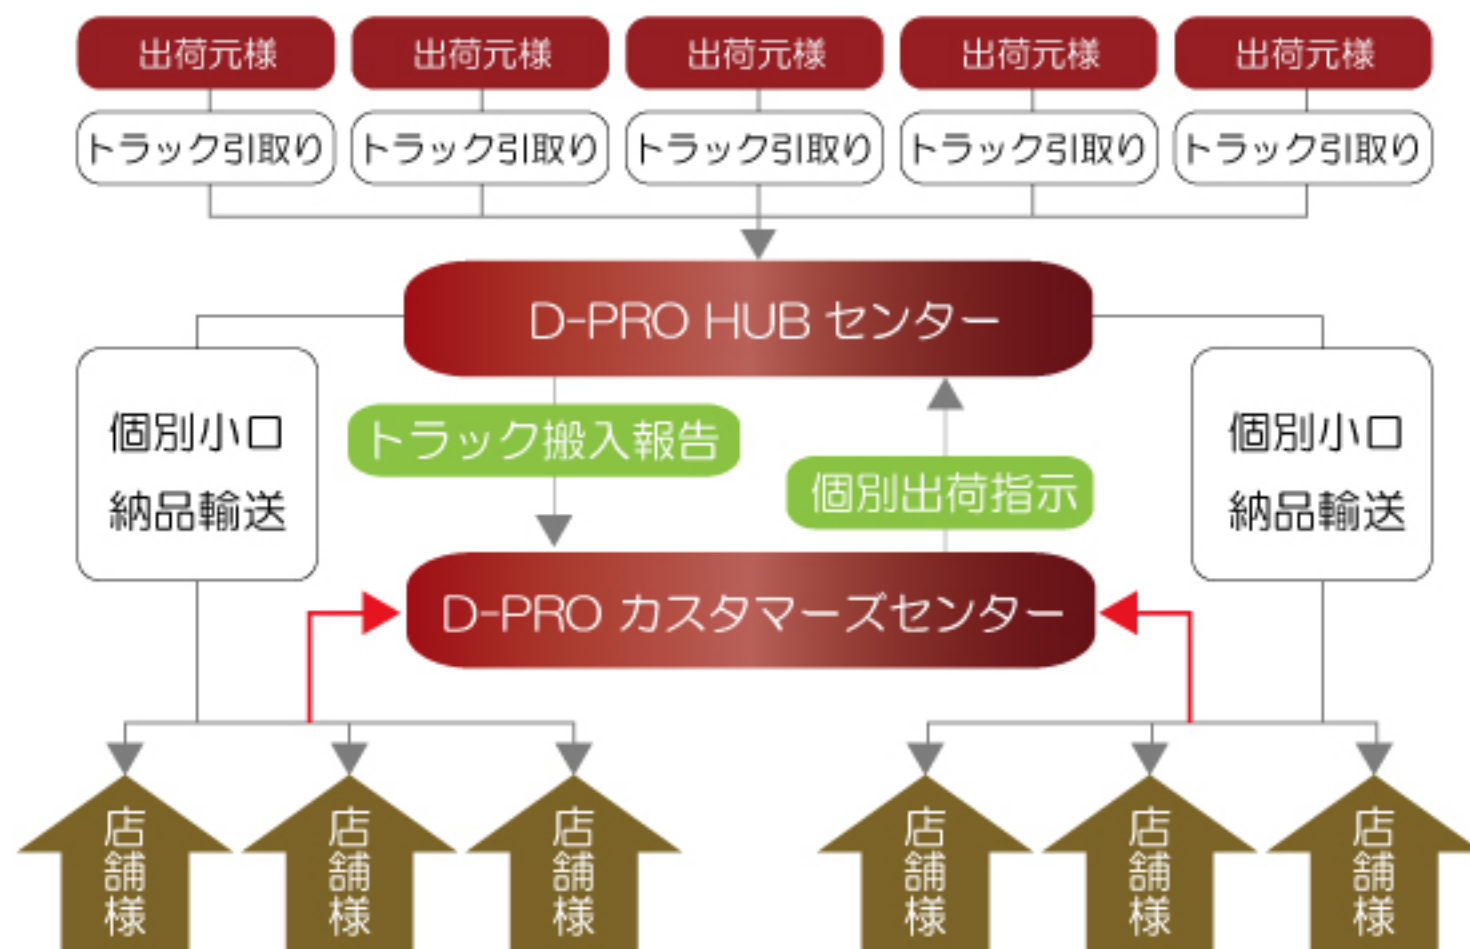 出荷元様
出荷元様
出荷元様
出荷元様
出荷元様
トラック引取り
トラック引取り
トラック引取り
トラック引取り
トラック引取り
D-PRO HUB センター
個別小口
納品輸送
トラック搬入報告
個別出荷指示
個別小口
納品輸送
D-PRO カスタマーズセンター
店舗様
店舗様
店舗様
店舗様
店舗様
店舗様